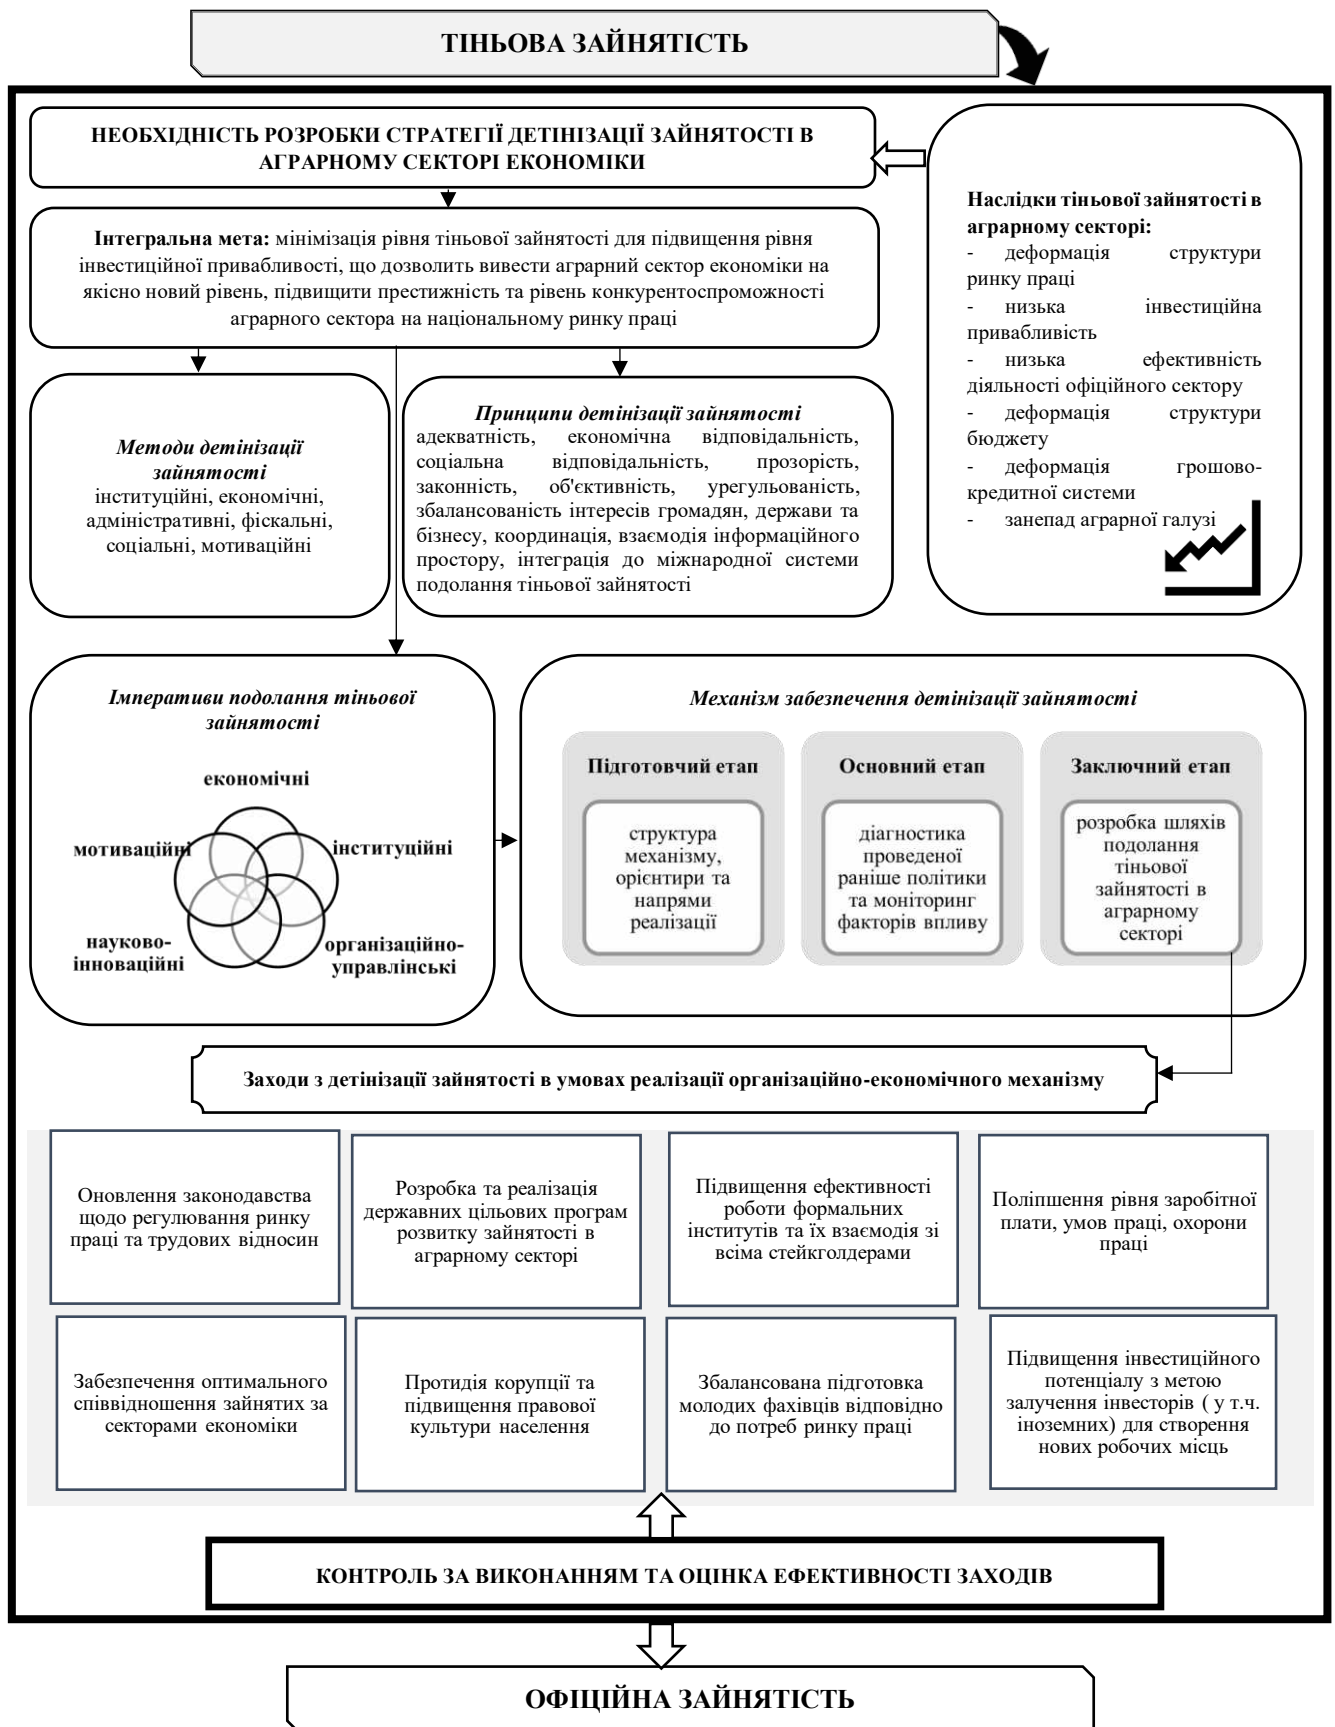 ТІНЬОВА ЗАЙНЯТІСТЬ
НЕОБХІДНІСТЬ РОЗРОБКИ СТРАТЕГІЇ ДЕТІНІЗАЦІЇ ЗАЙНЯТОСТІ В
АГРАРНОМУ СЕКТОРІ ЕКОНОМІКИ
Інтегральна мета: мінімізація рівня тіньової зайнятості для підвищення рівня
інвестиційної привабливості, що дозволить вивести аграрний сектор економіки на
якісно новий рівень, підвищити престижність та рівень конкурентоспроможності
аграрного сектора на національному ринку праці
Наслідки тіньової зайнятості в
аграрному секторі:
- деформація структури
ринку праці
- низька інвестиційна
привабливість
- низька ефективність
діяльності офіційного сектору
- деформація структури
бюджету
- деформація грошово-
кредитної системи
- занепад аграрної галузі
Методи детінізації
зайнятості
інституційні, економічні,
адміністративні, фіскальні,
соціальні, мотиваційні
Принципи детінізації зайнятості
адекватність, економічна відповідальність,
соціальна відповідальність, прозорість,
законність, об'єктивність, урегульованість,
збалансованість інтересів громадян, держави та
бізнесу, координація, взаємодія інформаційного
простору, інтеграція до міжнародної системи
подолання тіньової зайнятості
Імперативи подолання тіньової
зайнятості
економічні
мотиваційні
інституційні
науково-
інноваційні
організаційно-
управлінські
Механізм забезпечення детінізації зайнятості
Підготовчий етап
структура
механізму,
орієнтири та
напрями
реалізації
Основний етап
діагностика
проведеної
раніше політики
та моніторинг
факторів впливу
Заключний етап
розробка шляхів
подолання
тіньової
зайнятості в
аграрному
секторі
Заходи з детінізації зайнятості в умовах реалізації організаційно-економічного механізму
Оновлення законодавства
щодо регулювання ринку
праці та трудових відносин
Розробка та реалізація
державних цільових програм
розвитку зайнятості в
аграрному секторі
Підвищення ефективності
роботи формальних
інститутів та їх взаємодія зі
всіма стейкголдерами
Поліпшення рівня заробітної
плати, умов праці, охорони
праці
Забезпечення оптимального
співвідношення зайнятих за
секторами економіки
Протидія корупції та
підвищення правової
культури населення
Збалансована підготовка
молодих фахівців відповідно
до потреб ринку праці
Підвищення інвестиційного
потенціалу з метою
залучення інвесторів ( у т.ч.
іноземних) для створення
нових робочих місць
КОНТРОЛЬ ЗА ВИКОНАННЯМ ТА ОЦІНКА ЕФЕКТИВНОСТІ ЗАХОДІВ
ОФІЦІЙНА ЗАЙНЯТІСТЬ